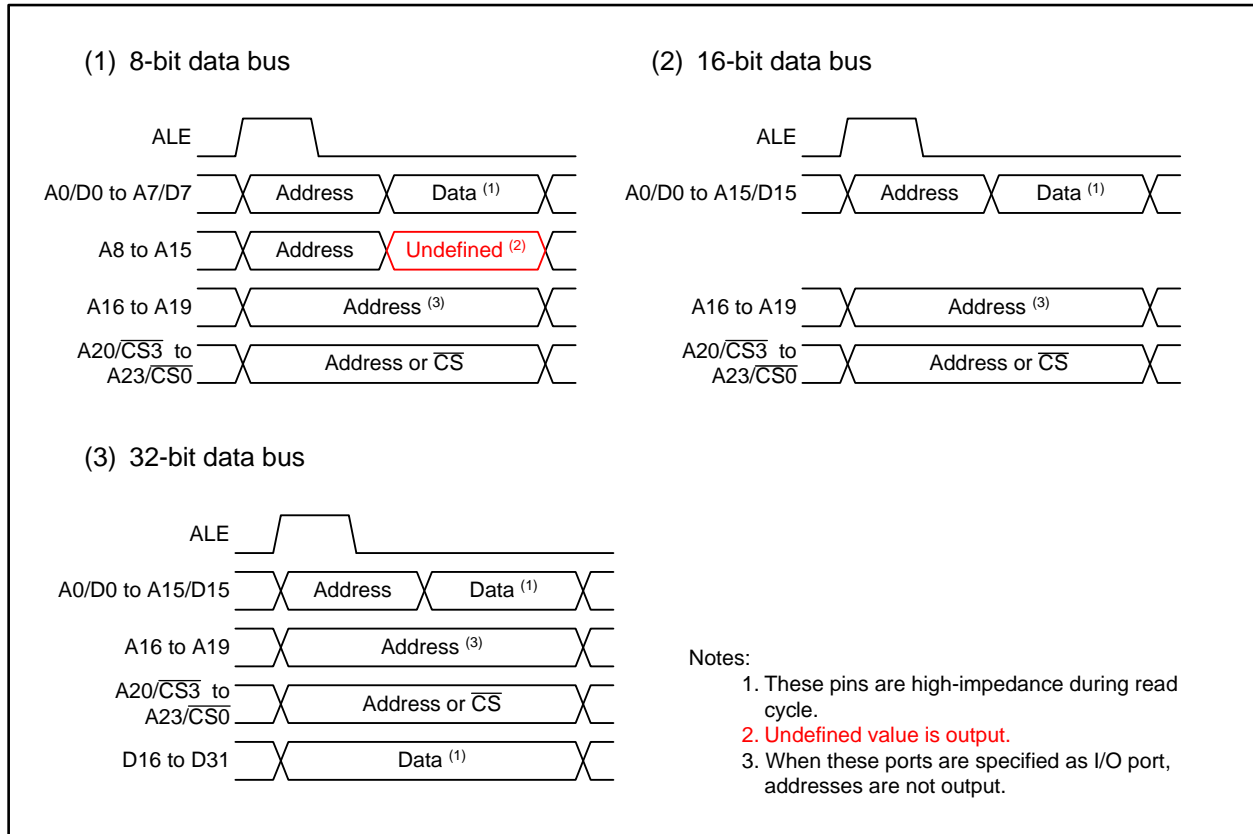 (1) 8-bit data bus
ALE
A0/D0 to A7/D7
Address
Data (1)
A8 to A15
Address
Undefined (2)
A16 to A19
Address (3)
A20/CS3 to
A23/CS0
Address or CS
(2) 16-bit data bus
ALE
A0/D0 to A15/D15
Address
Data (1)
A16 to A19
Address (3)
A20/CS3 to
A23/CS0
Address or CS
(3) 32-bit data bus
ALE
A0/D0 to A15/D15
Address
Data (1)
A16 to A19
Address (3)
A20/CS3 to
A23/CS0
Address or CS
D16 to D31
Data (1)
Notes:
1. These pins are high-impedance during read
cycle.
2. Undefined value is output.
3. When these ports are specified as I/O port,
addresses are not output.